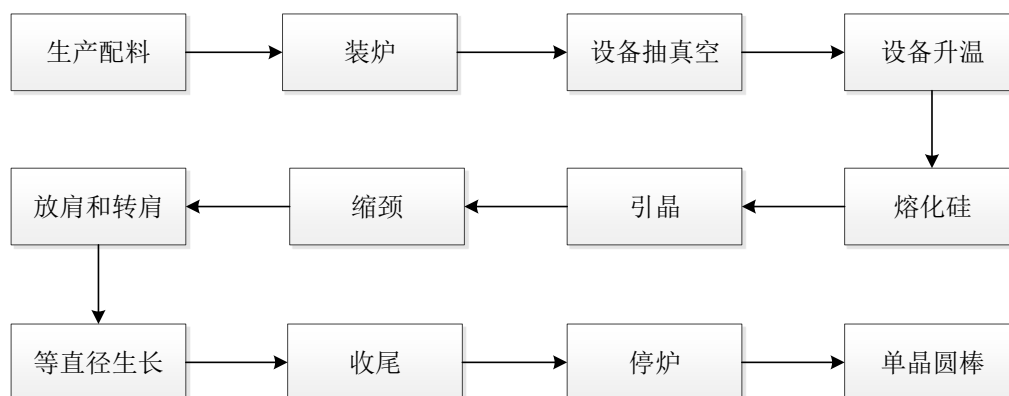 生产配料
装炉
设备抽真空
设备升温
熔化硅
引晶
缩颈
放肩和转肩
等直径生长
收尾
停炉
单晶圆棒